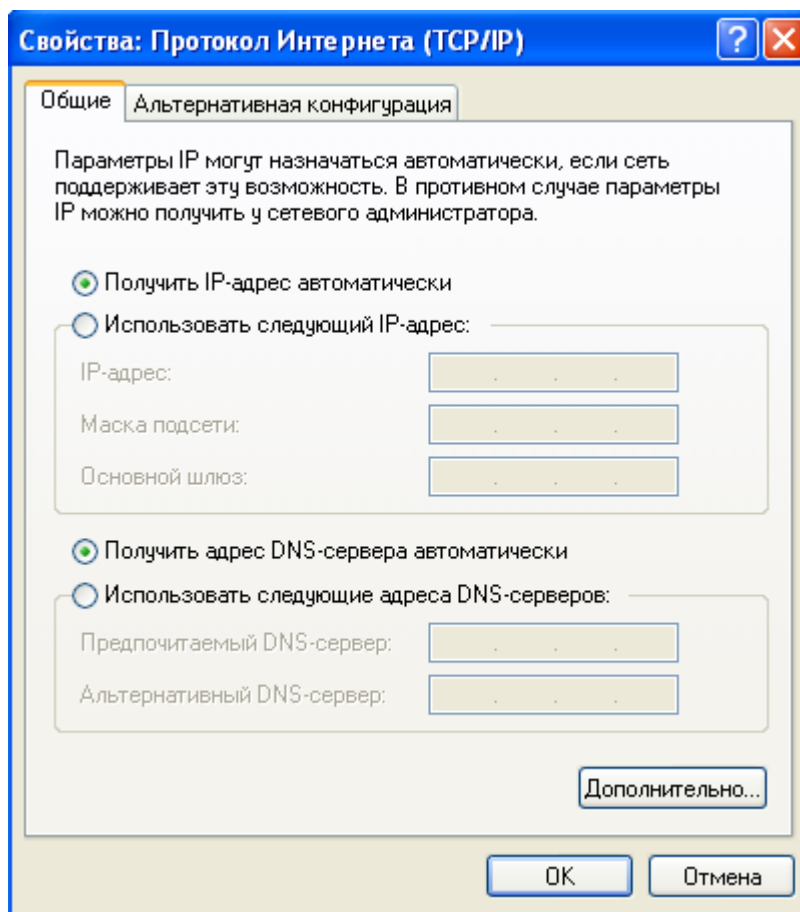 Свойства: Протокол Интернета (TCP/IP)
Общие
Альтернативная конфигурация
Параметры IP могут назначаться автоматически, если сеть
поддерживает эту возможность. В противном случае параметры
IP можно получить у сетевого администратора.
Получить IP-адрес автоматически
Использовать следующий IP-адрес:
IP-адрес:
Маска подсети:
Основной шлюз:
Получить адрес DNS-сервера автоматически
Использовать следующие адреса DNS-серверов:
Предпочитаемый DNS-сервер:
Альтернативный DNS-сервер:
Дополнительно...
OK
Отмена